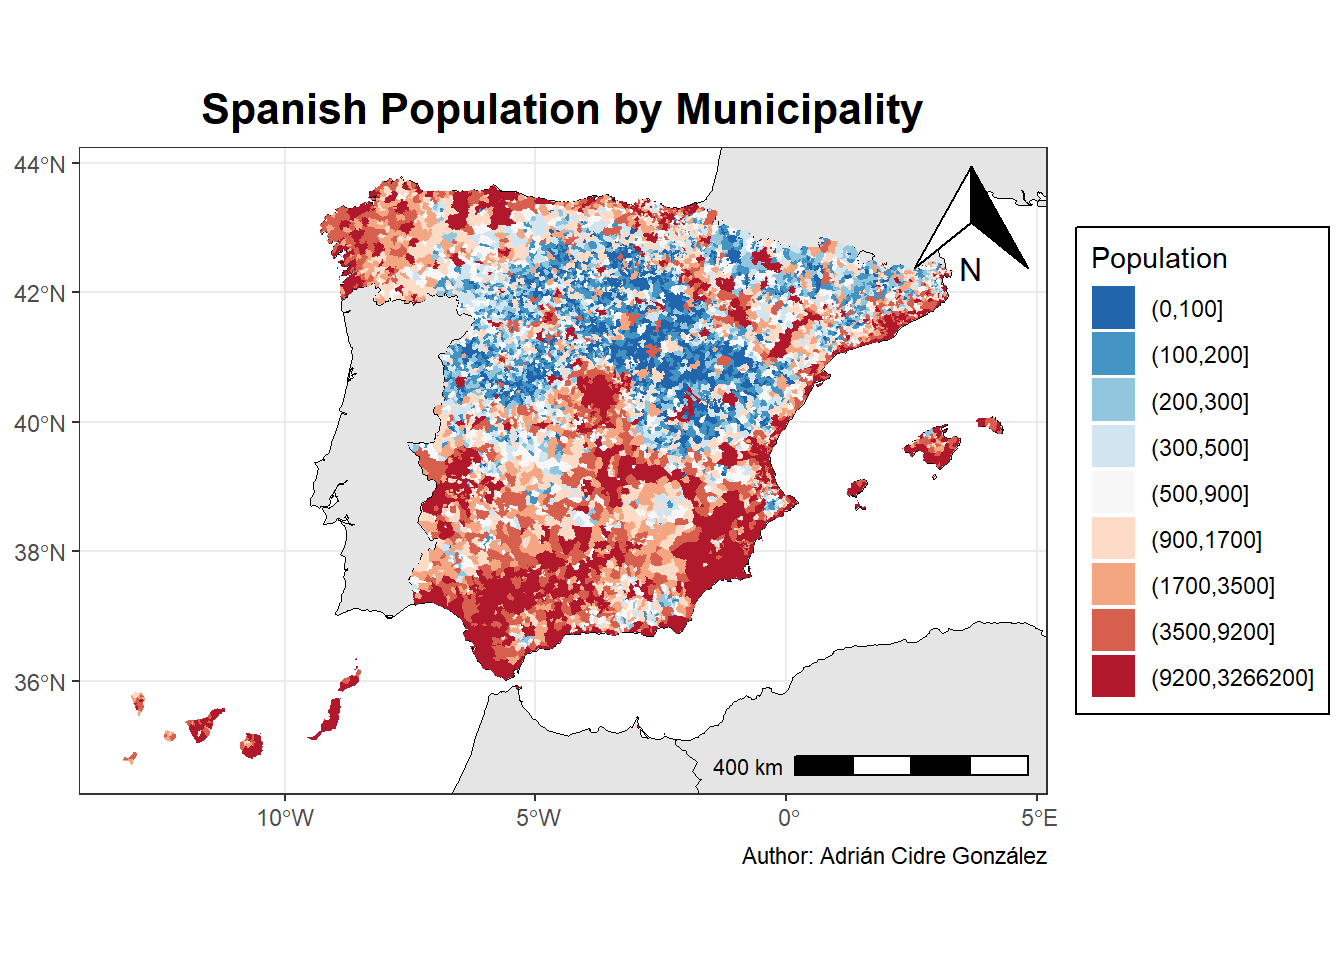 Spanish Population by Municipality
44°N
42°N
40°N
38°N
36°N
10°W
5°W
0°
5°E
N
400 km
Population
(0,100]
(100,200]
(200,300]
(300,500]
(500,900]
(900,1700]
(1700,3500]
(3500,9200]
(9200,3266200]
Author: Adrián Cidre González